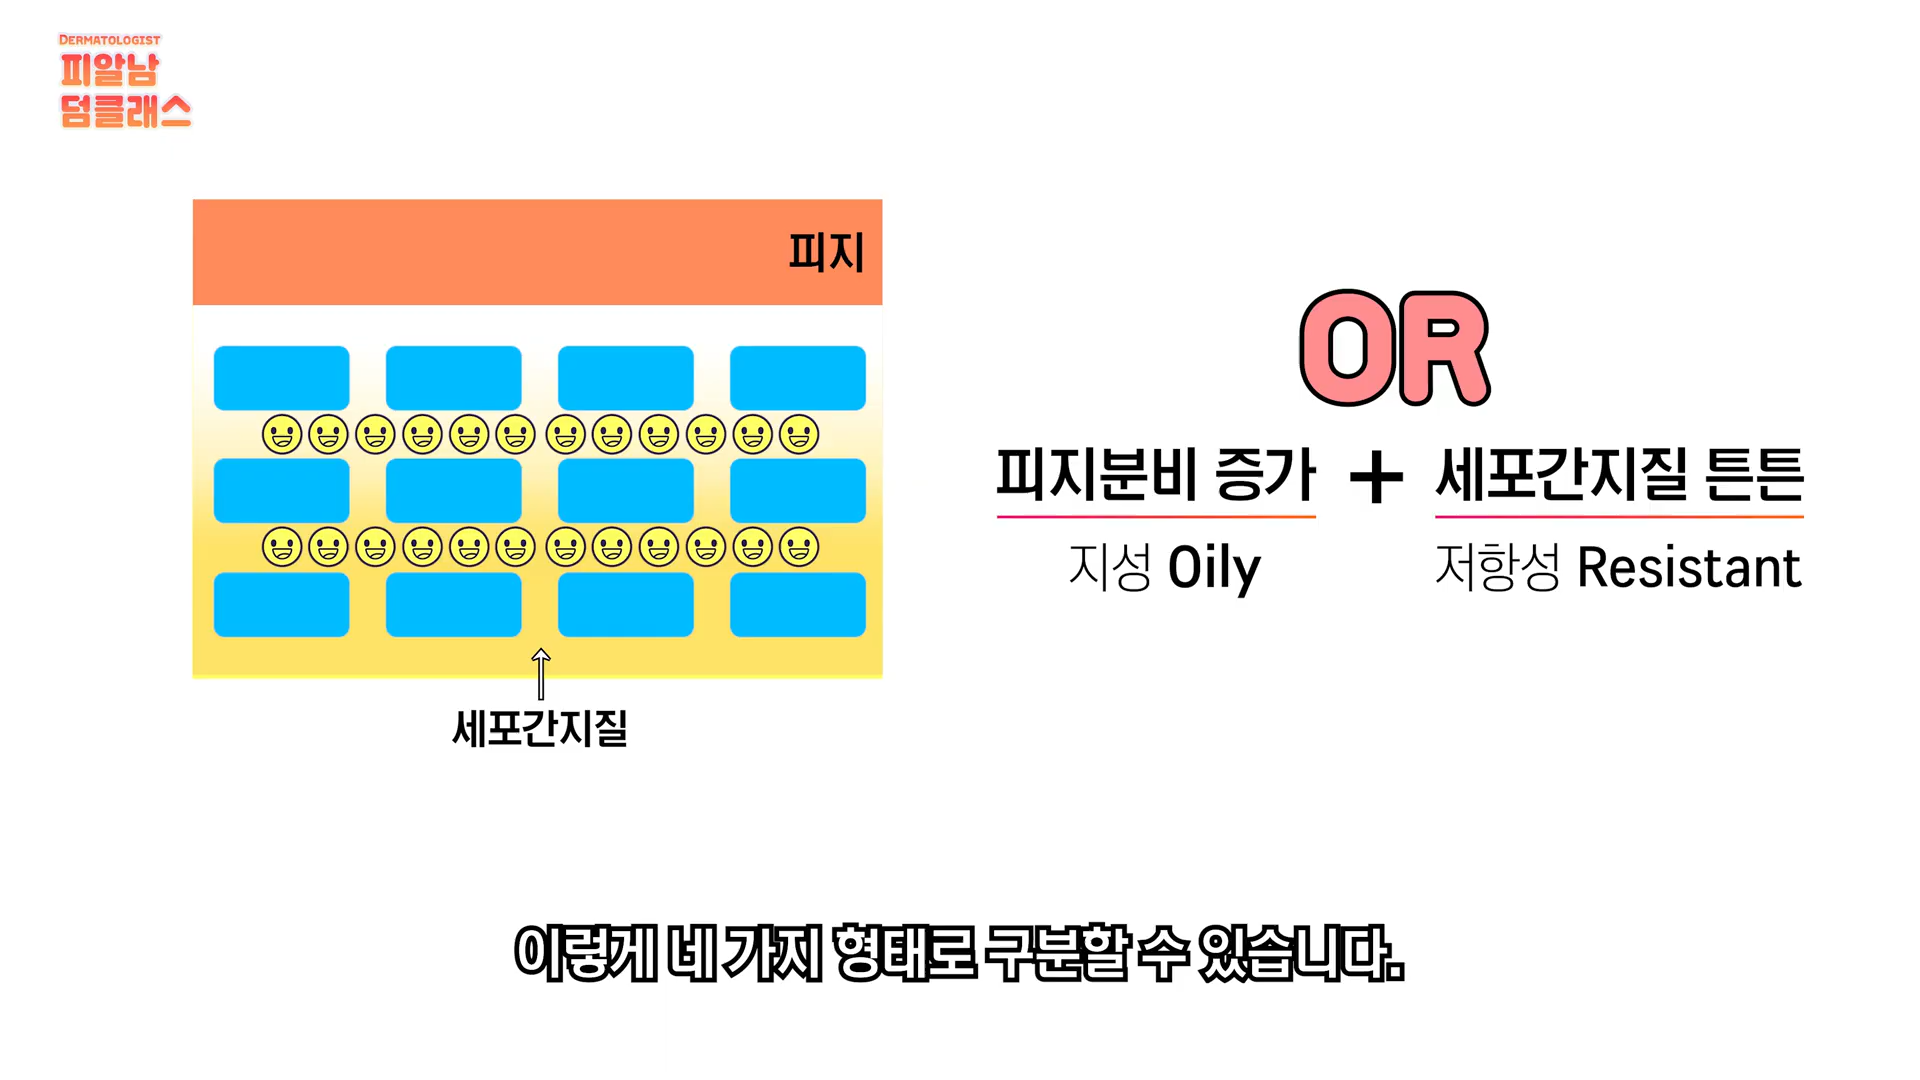 DERMATOLOGIST
피알남
덤클래스
피지
세포간지질
OR
피지분비 증가 + 세포간지질 튼튼
지성 Oily 저항성 Resistant
이렇게 네 가지 형태로 구분할 수 있습니다.